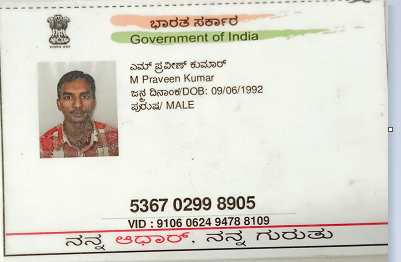 ಭಾರತ ಸರ್ಕಾರ
Government of India
ಎಮ್ ಪ್ರವೀಣ್ ಕುಮಾರ್
M Praveen Kumar
ಜನ್ಮ ದಿನಾಂಕ/DOB: 09/06/1992
ಪುರುಷ/ MALE
5367 0299 8905
VID : 9106 0624 9478 8109
ನನ್ನ ಆಧಾರ್, ನನ್ನ ಗುರುತು